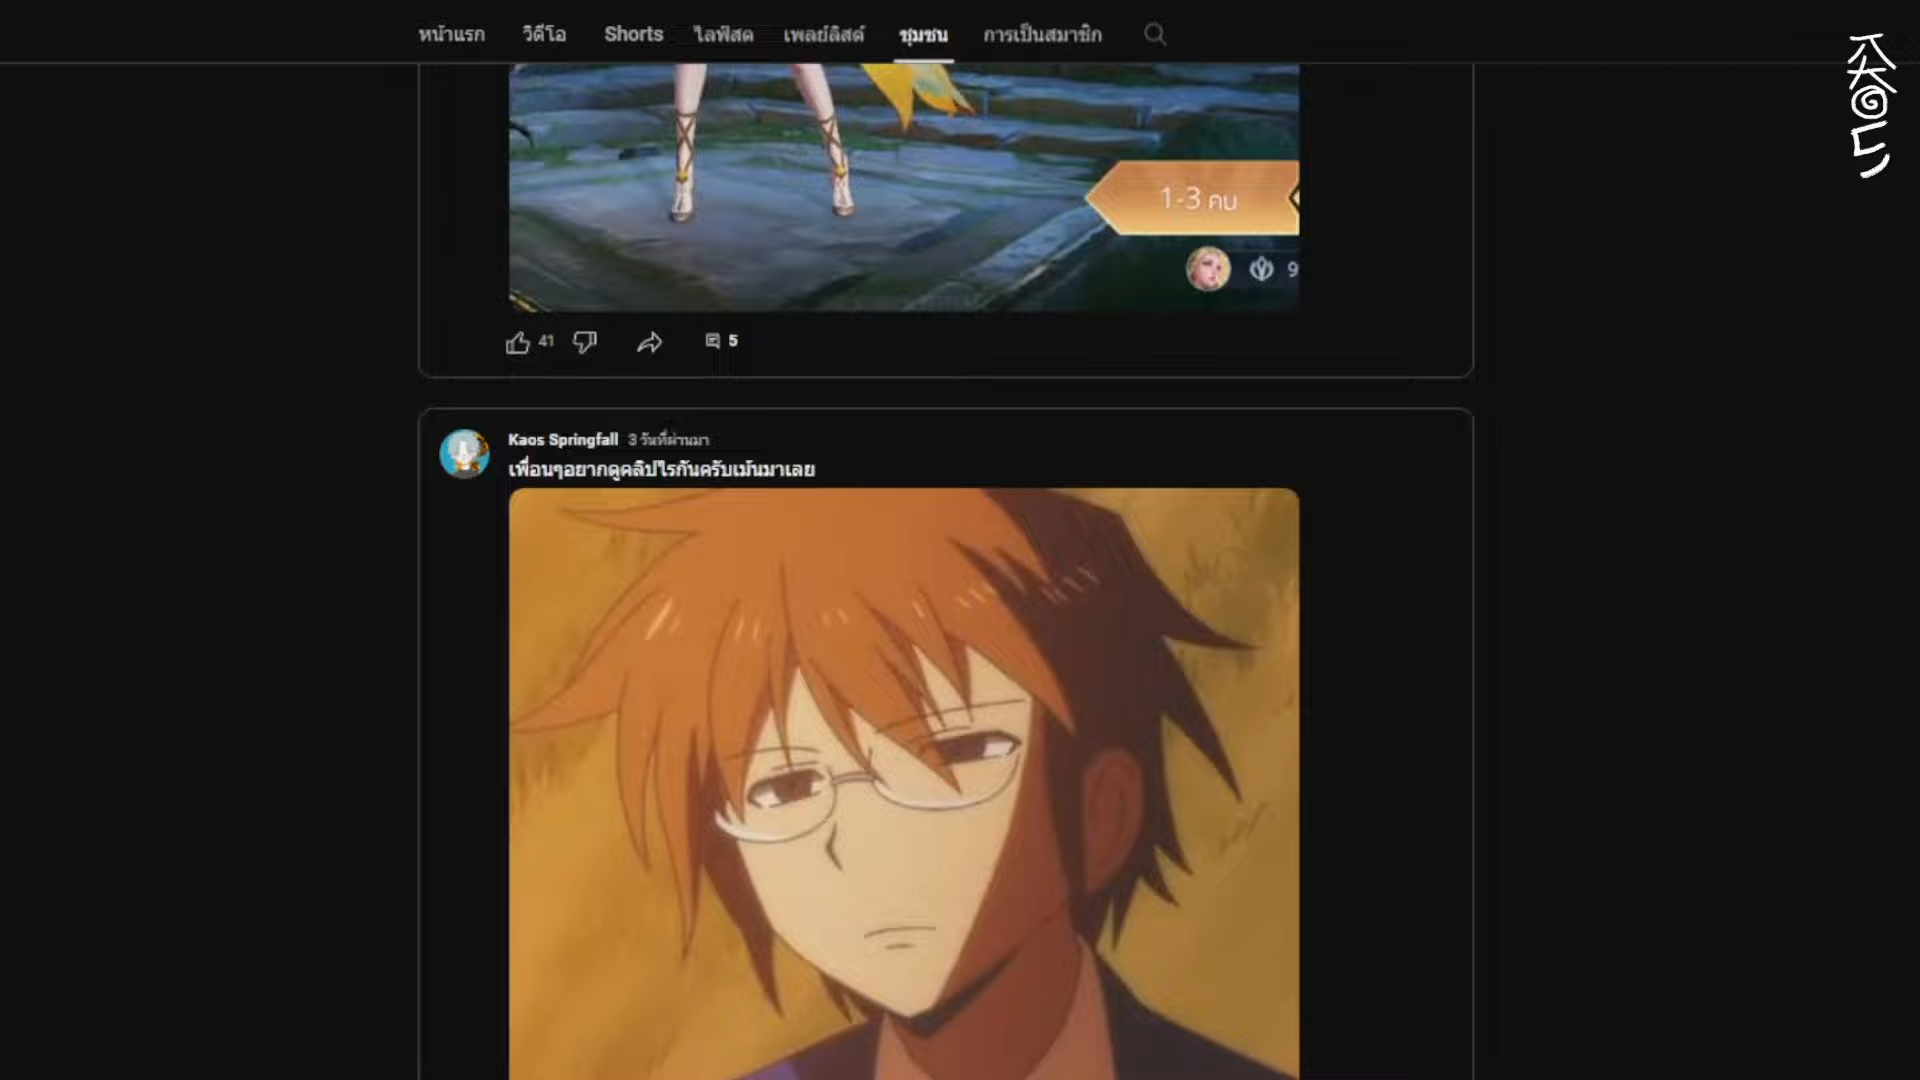 หน้าแรก วิดีโอ Shorts ไลฟ์สด เพลย์ลิสต์ ชุมชน การเป็นสมาชิก
1-3 คน
9
41 5
Kaos Springfall 3 วันที่ผ่านมา
เพื่อนๆอยากดูคลิปไรกันครับเม้นมาเลย